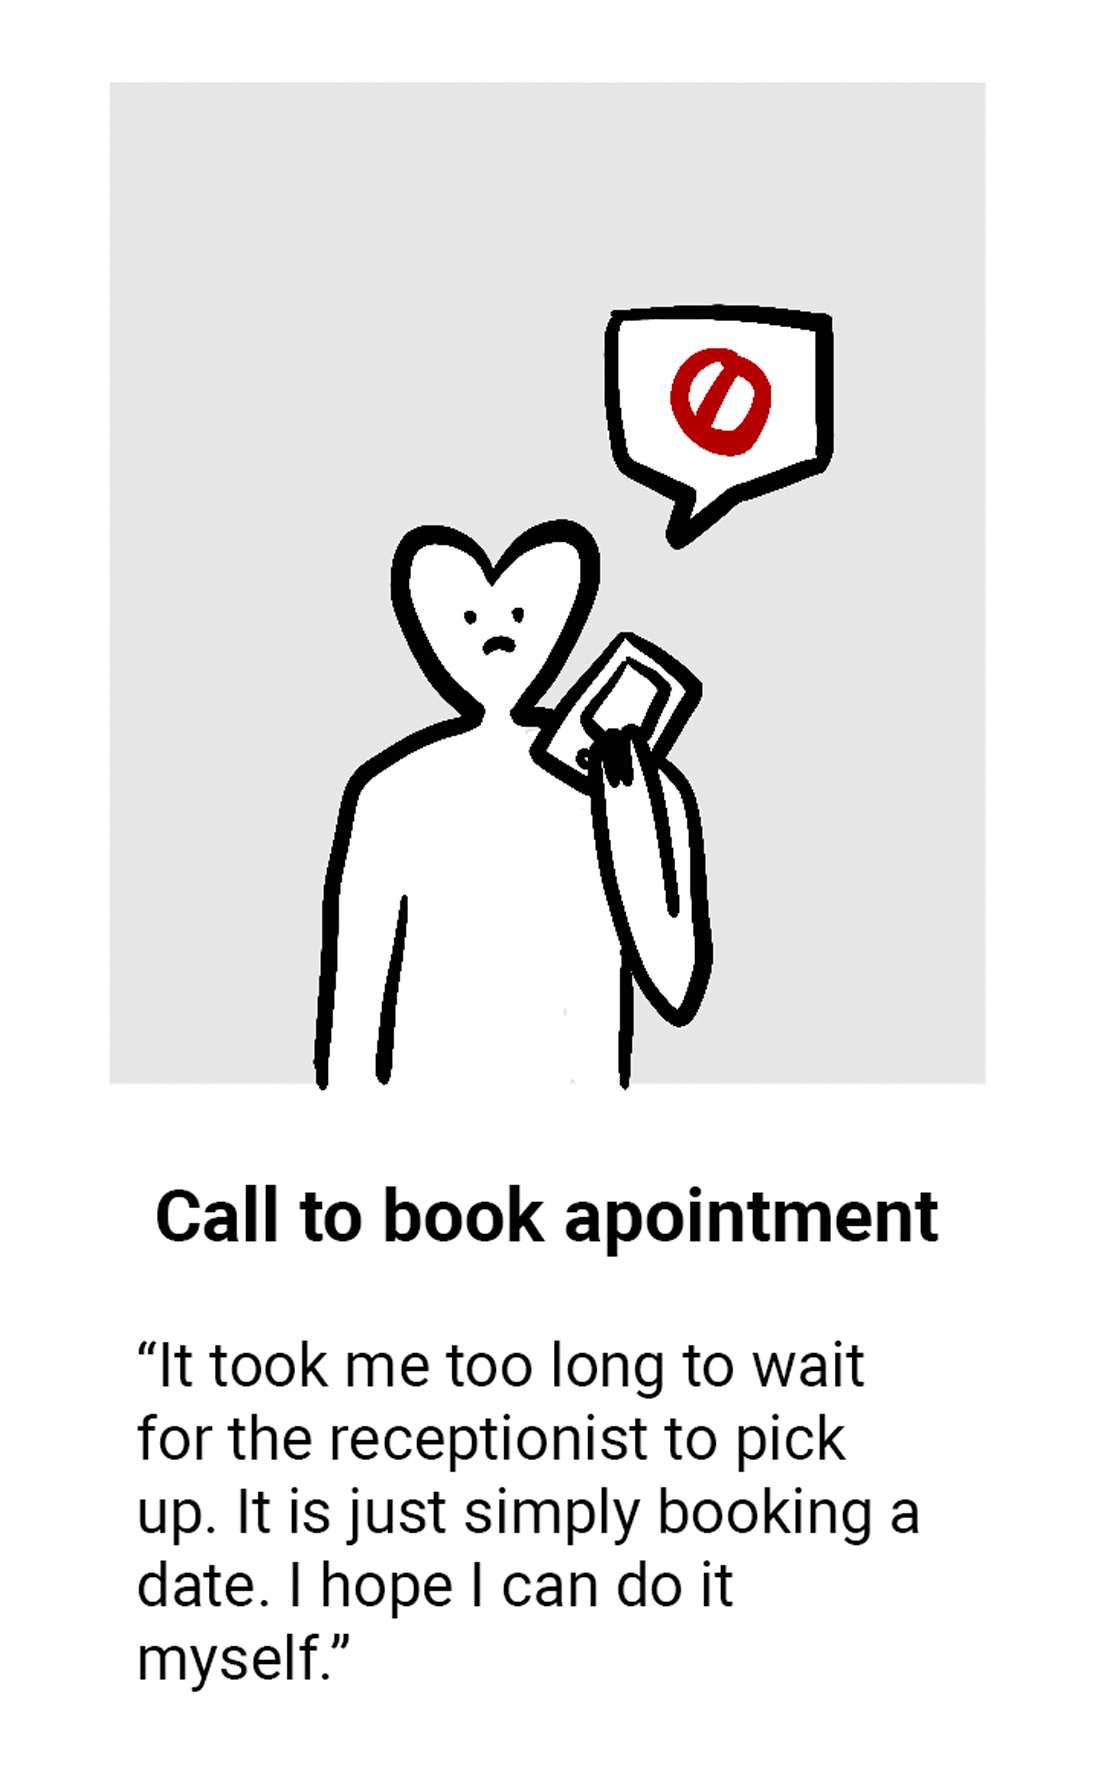 Call to book apointment
“It took me too long to wait
for the receptionist to pick
up. It is just simply booking a
date. I hope I can do it
myself.”